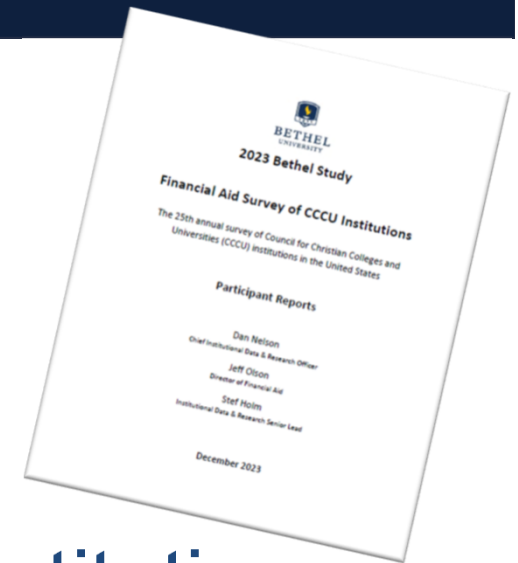 BETHEL
UNIVERSITY
2023 Bethel Study
Financial Aid Survey of CCCU Institutions
The 25th annual survey of Council for Christian Colleges and
Universities (CCCU) institutions in the United States
Participant Reports
Dan Nelson
Chief Institutional Data & Research Officer
Jeff Olson
Director of Financial Aid
Stef Holm
Institutional Data & Research Senior Lead
December 2023